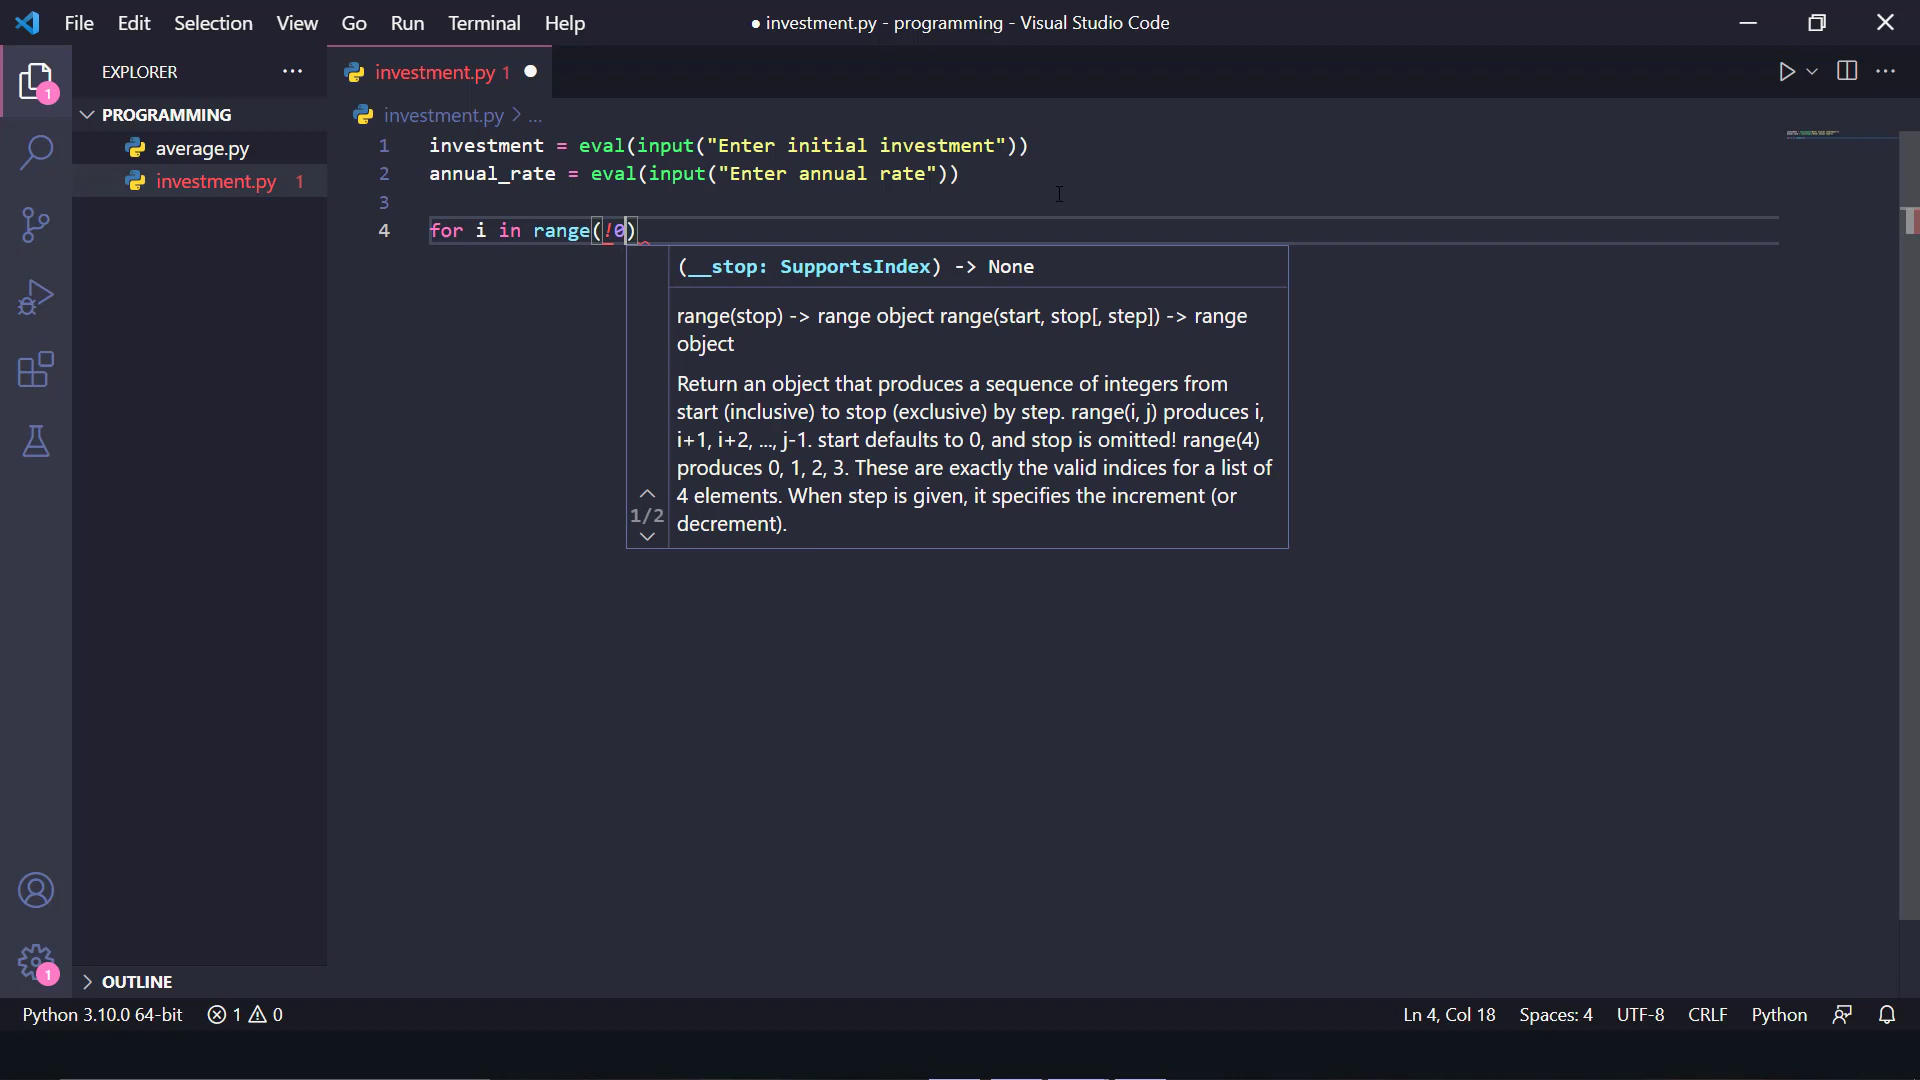 File Edit Selection View Go Run Terminal Help
● investment.py - programming - Visual Studio Code
EXPLORER
investment.py 1
1
PROGRAMMING
investment.py > ...
average.py
investment.py 1
1 investment = eval(input("Enter initial investment"))
2 annual_rate = eval(input("Enter annual rate"))
3
4 for i in range(!0)
(__stop: SupportsIndex) -> None
range(stop) -> range object range(start, stop[, step]) -> range
object
Return an object that produces a sequence of integers from
start (inclusive) to stop (exclusive) by step. range(i, j) produces i,
i+1, i+2, ..., j-1. start defaults to 0, and stop is omitted! range(4)
produces 0, 1, 2, 3. These are exactly the valid indices for a list of
4 elements. When step is given, it specifies the increment (or
decrement).
1/2
1
OUTLINE
Python 3.10.0 64-bit 1 0
Ln 4, Col 18 Spaces: 4 UTF-8 CRLF Python